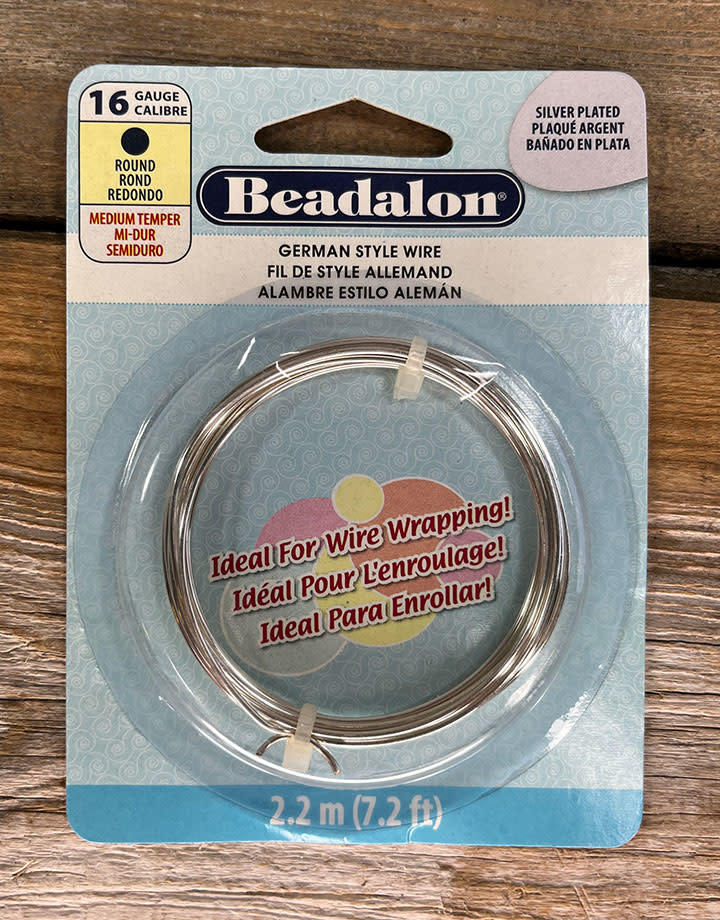 16 GAUGE
CALIBRE
ROUND
ROND
REDONDO
MEDIUM TEMPER
MI-DUR
SEMIDURO
SILVER PLATED
PLAQUÉ ARGENT
BAÑADO EN PLATA
Beadalon®
GERMAN STYLE WIRE
FIL DE STYLE ALLEMAND
ALAMBRE ESTILO ALEMÁN
Ideal For Wire Wrapping!
Idéal Pour L'enroulage!
Ideal Para Enrollar!
2.2 m (7.2 ft)